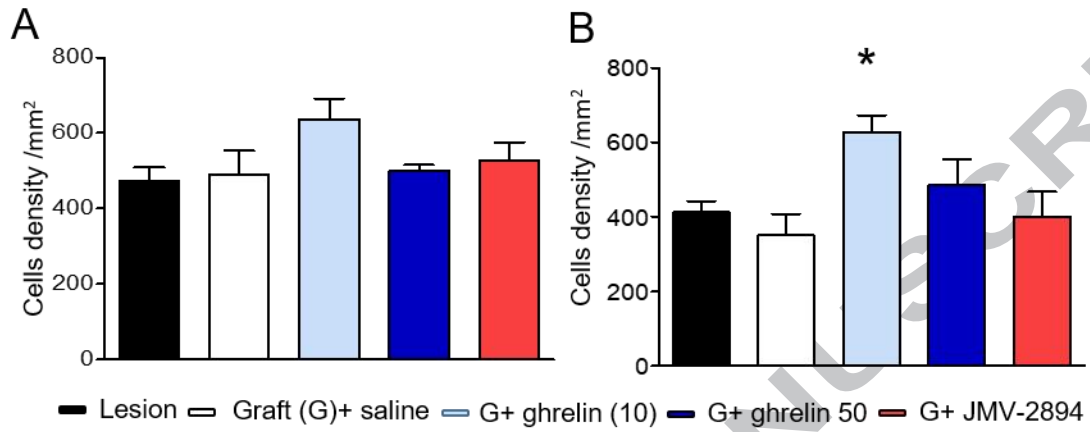 A
Cells density /mm²
800
600
400
200
0
B
Cells density /mm²
800
600
400
200
0
*
Lesion Graft (G)+ saline G+ ghrelin (10) G+ ghrelin 50 G+ JMV-2894
NUSCRI